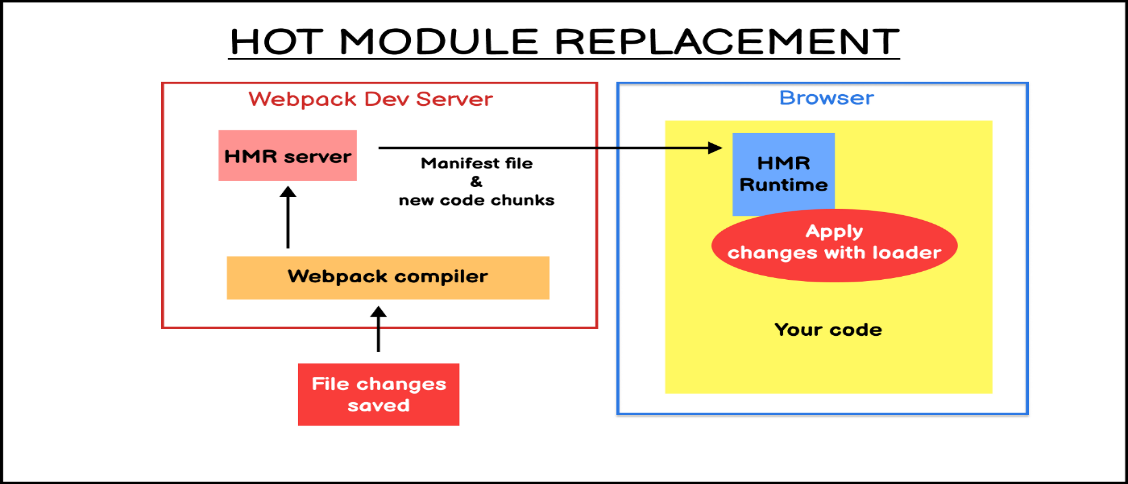 HOT MODULE REPLACEMENT
Webpack Dev Server
HMR server
Manifest file
&
new code chunks
Webpack compiler
File changes
saved
Browser
HMR
Runtime
Apply
changes with loader
Your code